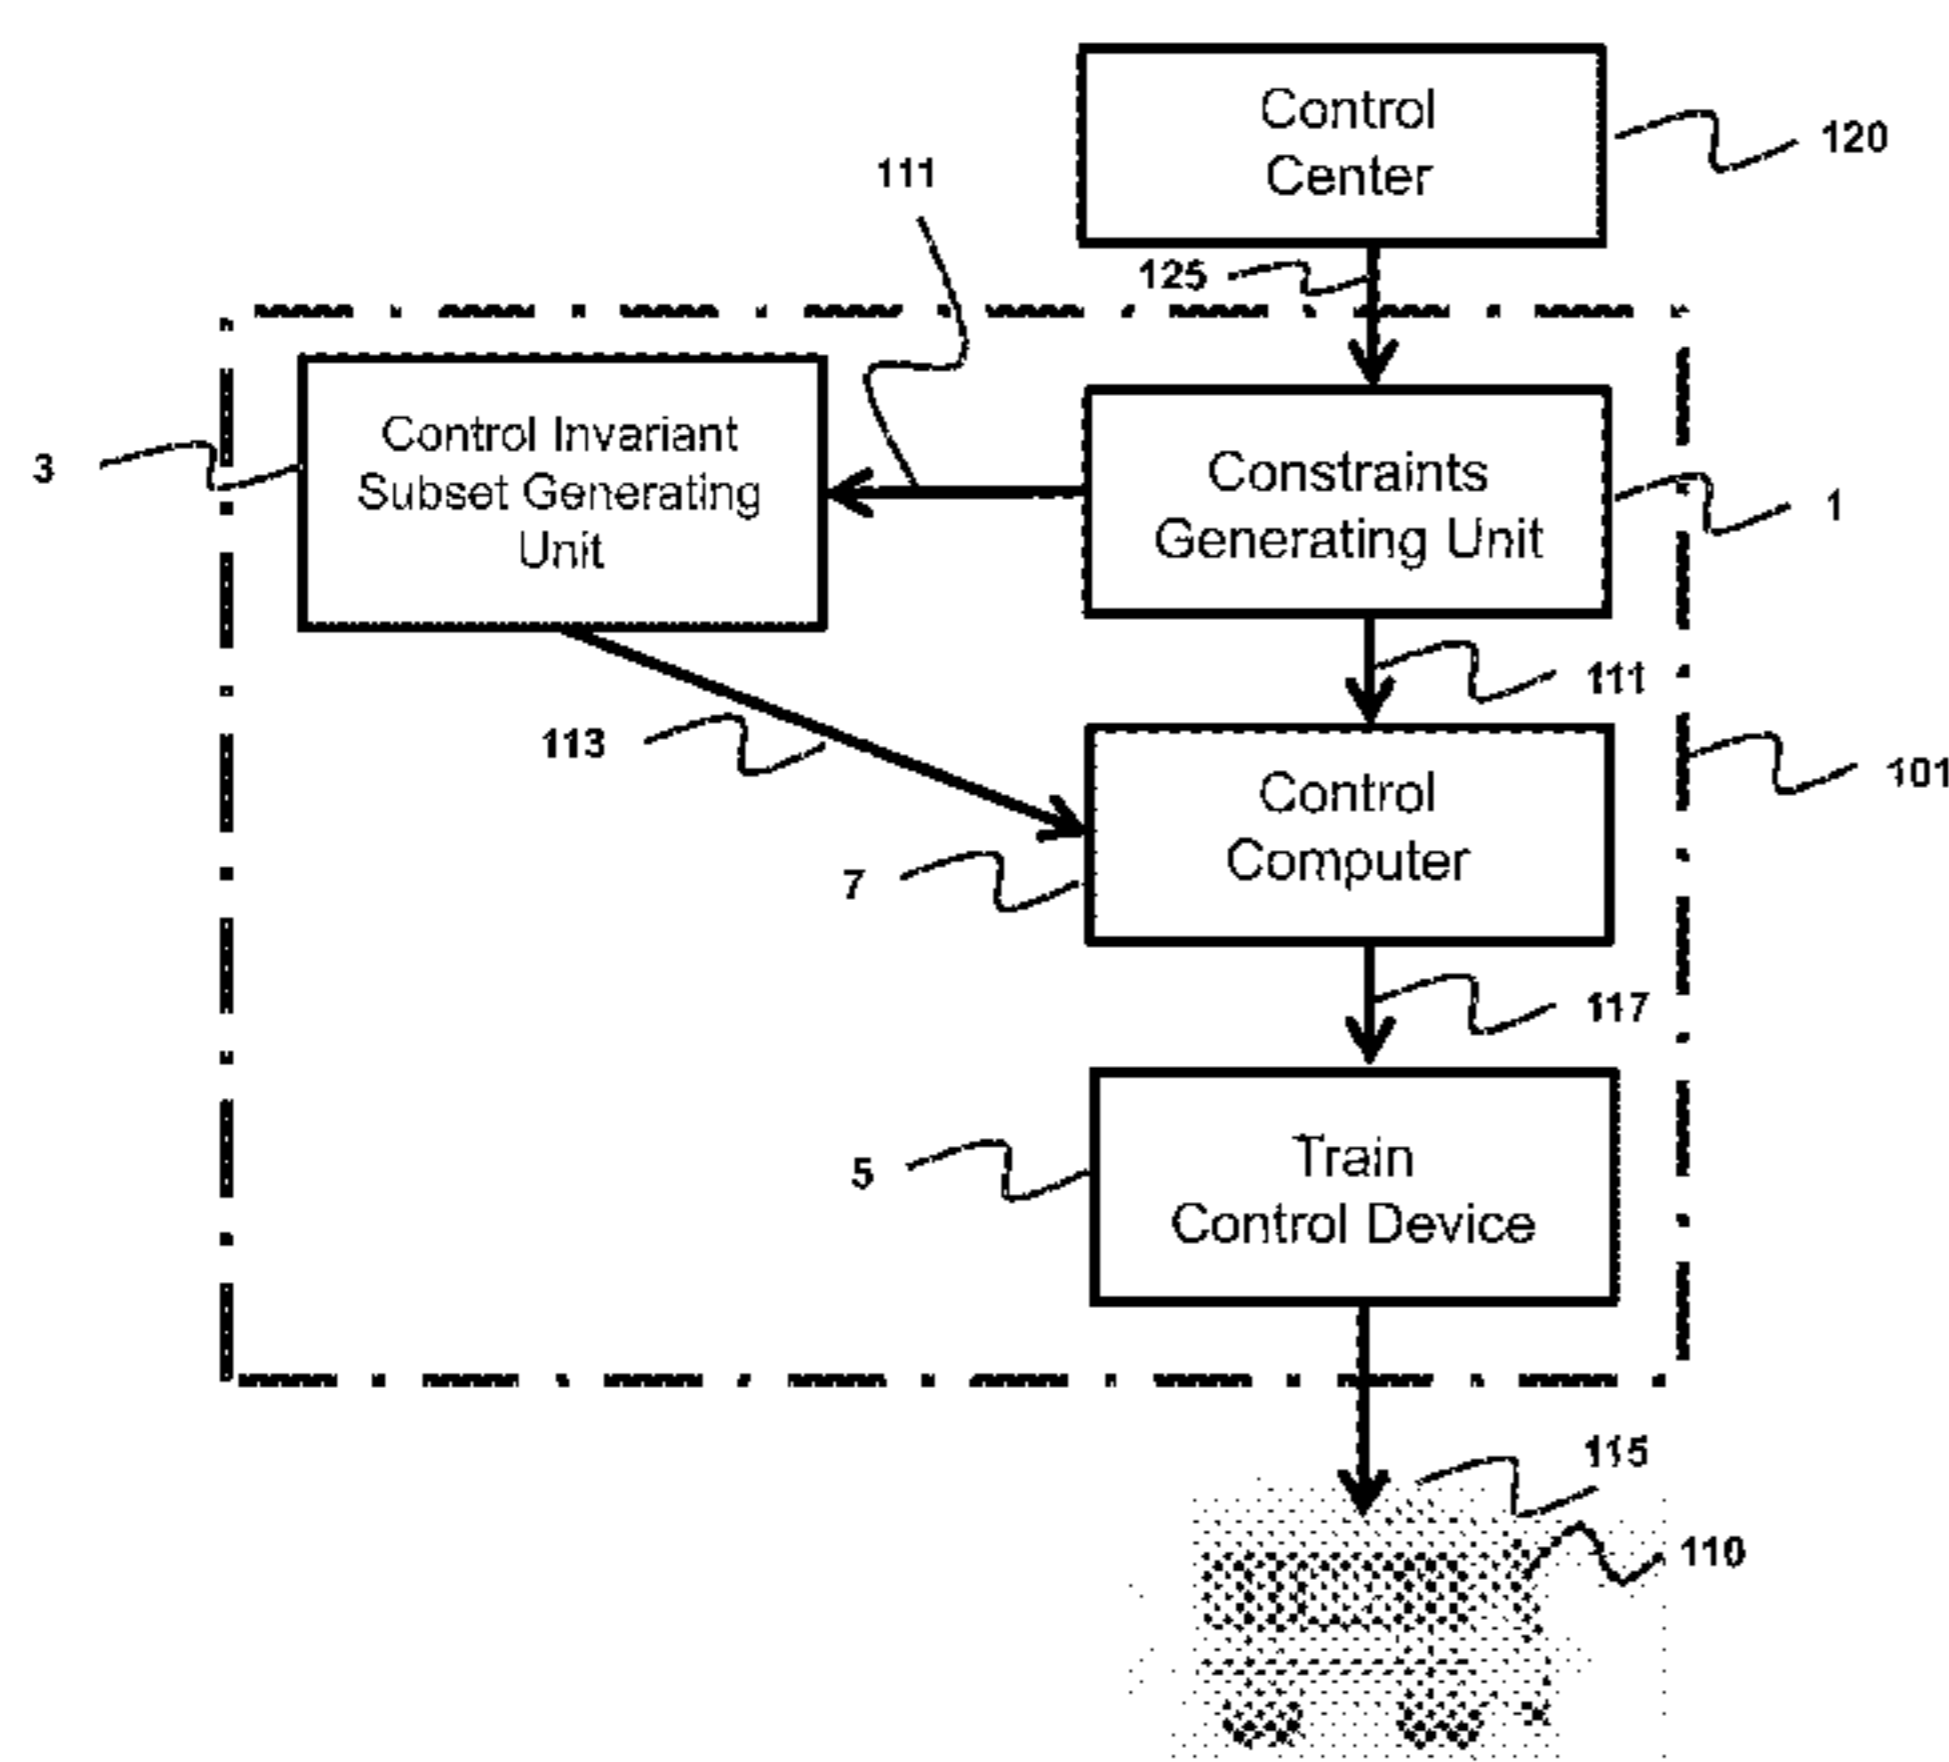 Control
Center
120
111
125
Control Invariant
Subset Generating
Unit
3
Constraints
Generating Unit
1
111
113
Control
Computer
101
7
117
Train
Control Device
5
115
110